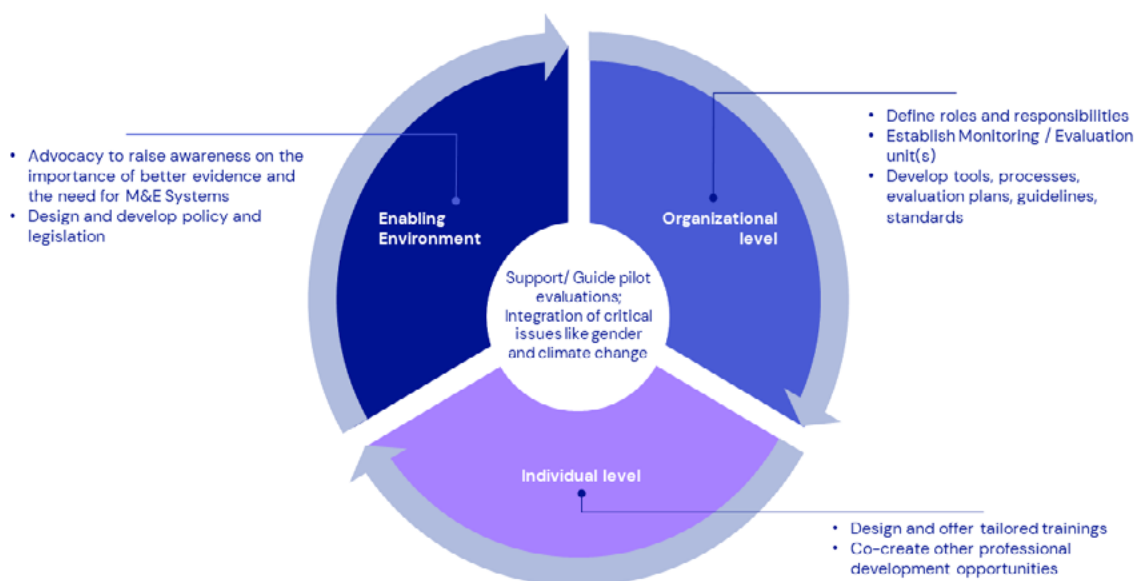 • Advocacy to raise awareness on the
importance of better evidence and
the need for M&E Systems
• Design and develop policy and
legislation
Enabling
Environment
Organizational
level
• Define roles and responsibilities
• Establish Monitoring / Evaluation
unit(s)
• Develop tools, processes,
evaluation plans, guidelines,
standards
Support/ Guide pilot
evaluations;
Integration of critical
issues like gender
and climate change
Individual level
• Design and offer tailored trainings
• Co-create other professional
development opportunities